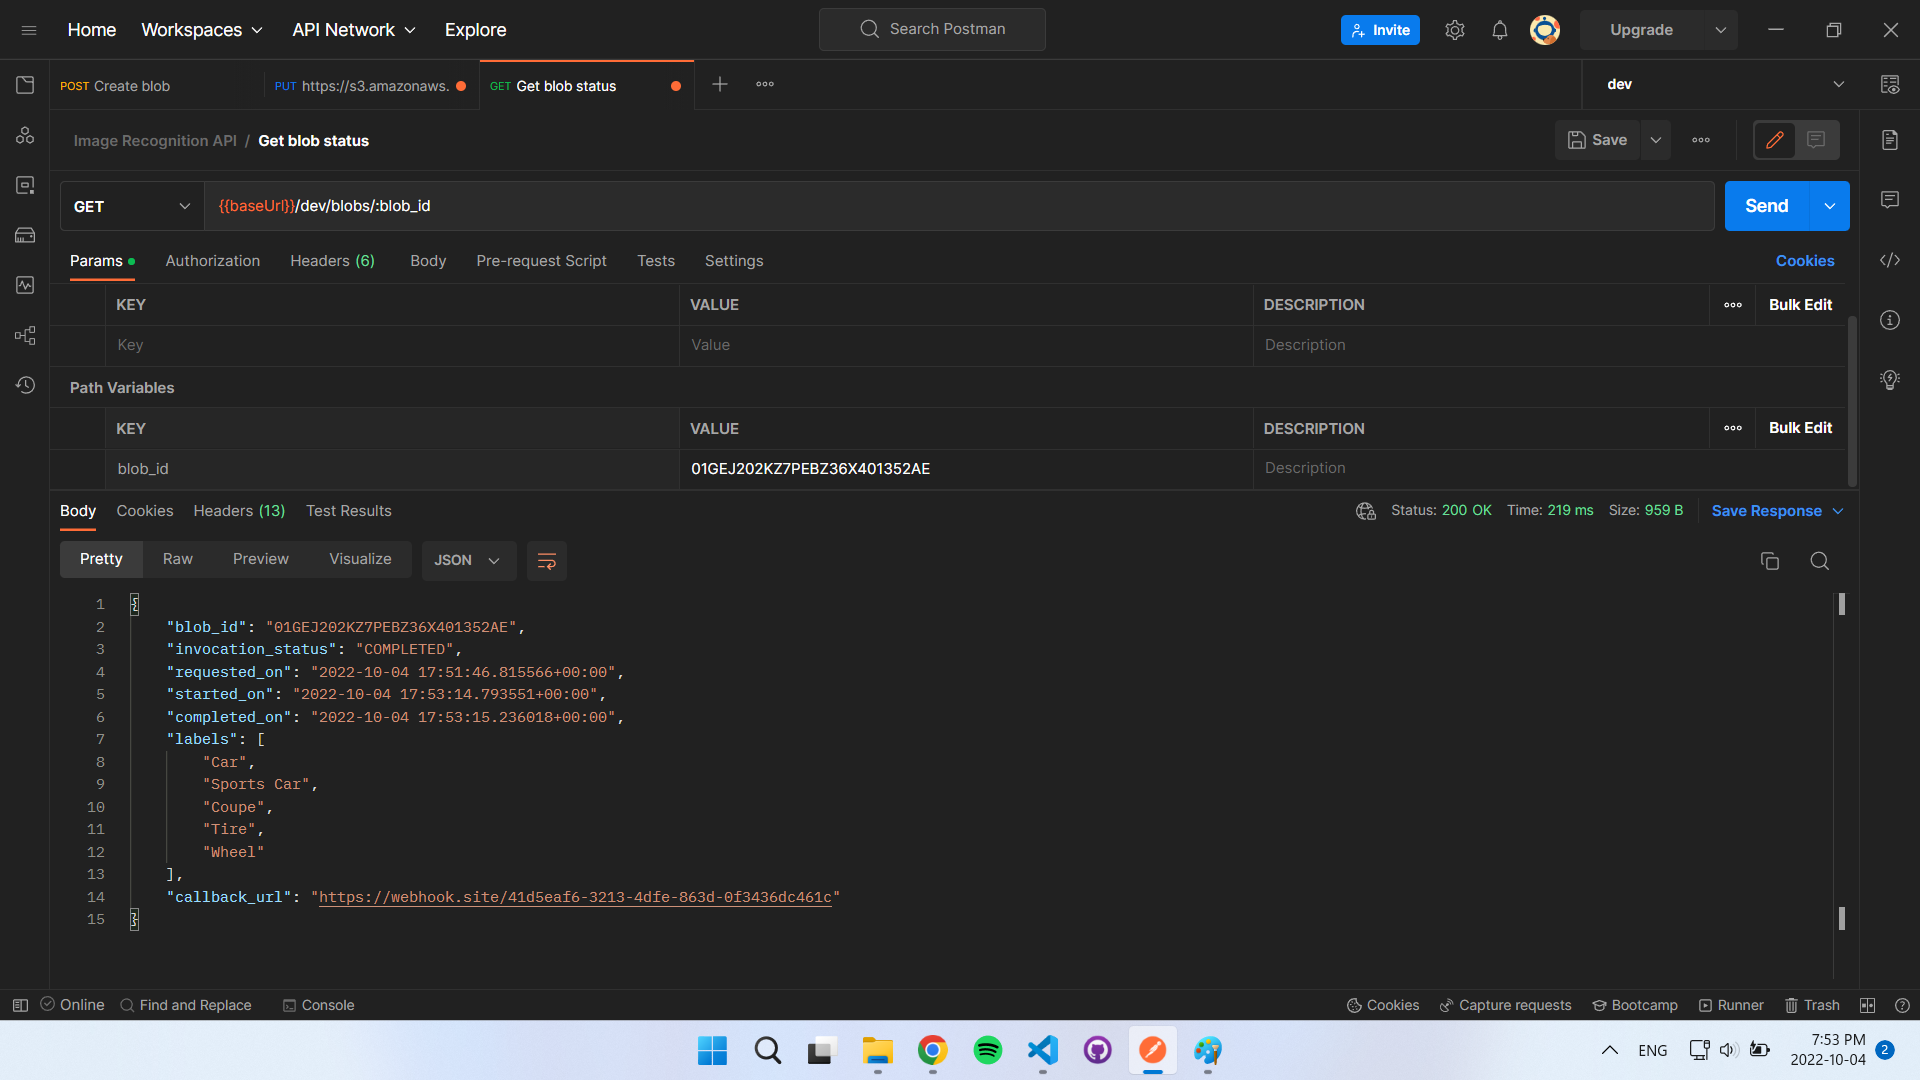 Home Workspaces API Network Explore Search Postman Invite Upgrade
POST Create blob PUT https://s3.amazonaws. GET Get blob status dev
Image Recognition API / Get blob status Save
GET {{baseUrl}}/dev/blobs/:blob_id Send
Params Authorization Headers (6) Body Pre-request Script Tests Settings Cookies
KEY VALUE DESCRIPTION Bulk Edit
Key Value Description
Path Variables
KEY VALUE DESCRIPTION Bulk Edit
blob_id 01GEJ202KZ7PEBZ36X401352AE Description
Body Cookies Headers (13) Test Results Status: 200 OK Time: 219 ms Size: 959 B Save Response
Pretty Raw Preview Visualize JSON
1 {
2 "blob_id": "01GEJ202KZ7PEBZ36X401352AE",
3 "invocation_status": "COMPLETED",
4 "requested_on": "2022-10-04 17:51:46.815566+00:00",
5 "started_on": "2022-10-04 17:53:14.793551+00:00",
6 "completed_on": "2022-10-04 17:53:15.236018+00:00",
7 "labels": [
8 "Car",
9 "Sports Car",
10 "Coupe",
11 "Tire",
12 "Wheel"
13 ],
14 "callback_url": "https://webhook.site/41d5eaf6-3213-4dfe-863d-0f3436dc461c"
15 }
Online Find and Replace Console Cookies Capture requests Bootcamp Runner Trash
ENG 7:53 PM 2
2022-10-04